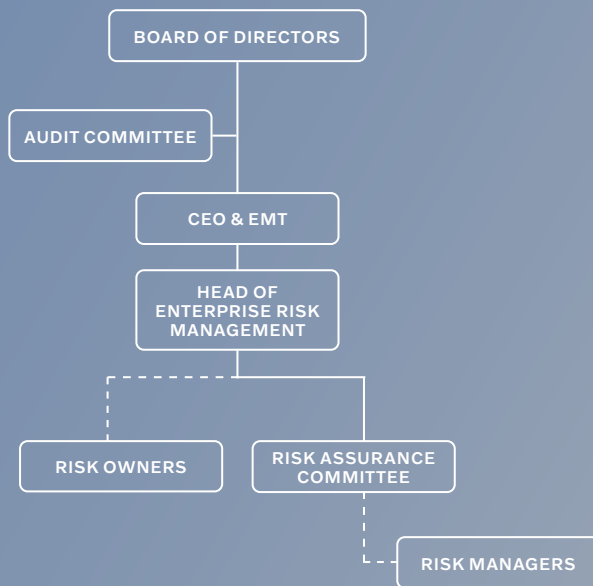 BOARD OF DIRECTORS
AUDIT COMMITTEE
CEO & EMT
HEAD OF
ENTERPRISE RISK
MANAGEMENT
RISK OWNERS
RISK ASSURANCE
COMMITTEE
RISK MANAGERS